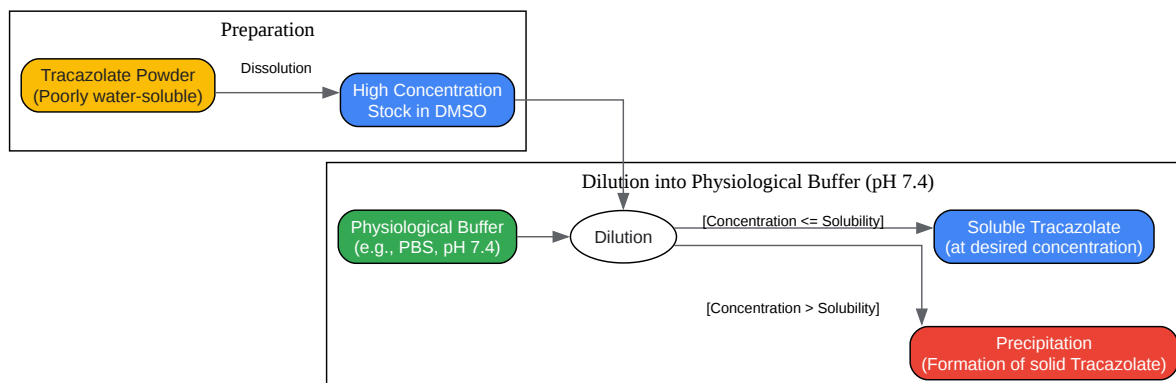 Preparation
Tracazolate Powder
(Poorly water-soluble)
Dissolution
High Concentration
Stock in DMSO
Dilution into Physiological Buffer (pH 7.4)
Physiological Buffer
(e.g., PBS, pH 7.4)
Dilution
[Concentration <= Solubility]
Soluble Tracazolate
(at desired concentration)
[Concentration > Solubility]
Precipitation
(Formation of solid Tracazolate)